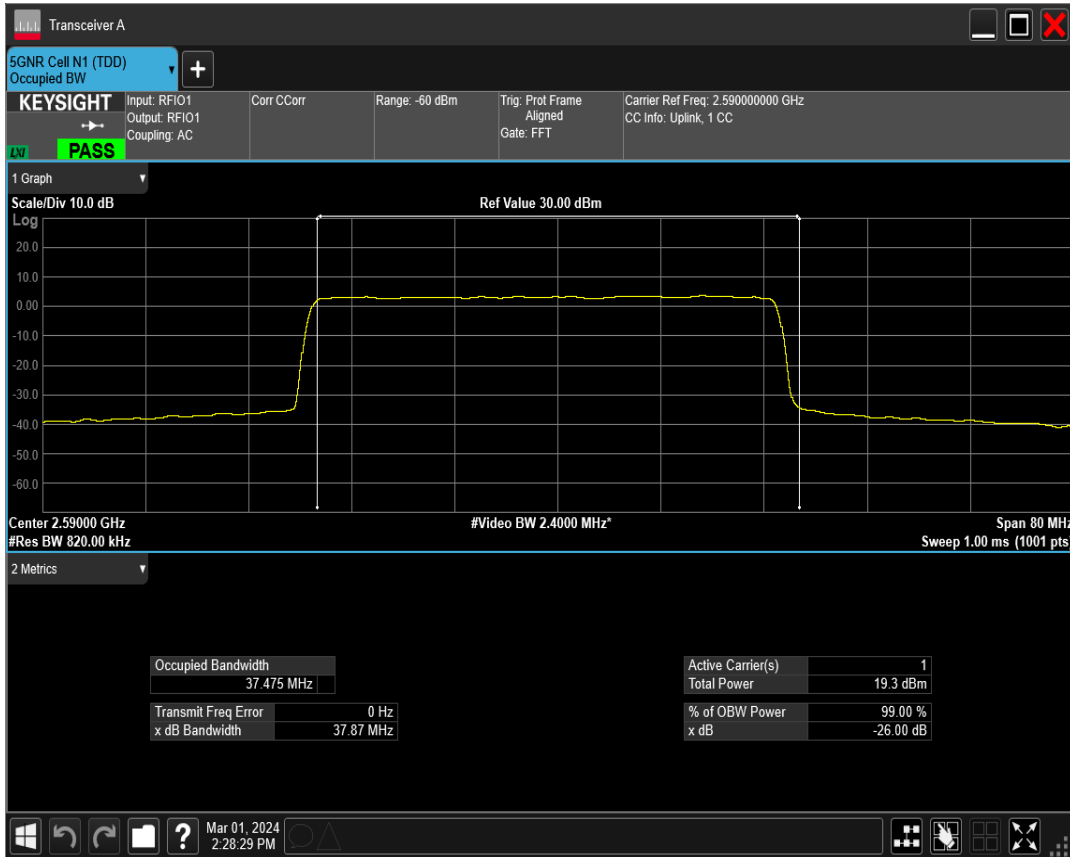 Transceiver A
5GNR Cell N1 (TDD)
Occupied BW
+
KEYSIGHT
LXI
PASS
Input: RFIO1
Output: RFIO1
Coupling: AC
Corr CCorr
Range: -60 dBm
Trig: Prot Frame
Aligned
Gate: FFT
Carrier Ref Freq: 2.590000000 GHz
CC Info: Uplink, 1 CC
1 Graph
Scale/Div 10.0 dB
Ref Value 30.00 dBm
Log
20.0
10.0
0.00
-10.0
-20.0
-30.0
-40.0
-50.0
-60.0
Center 2.59000 GHz
#Video BW 2.4000 MHz*
Span 80 MHz
#Res BW 820.00 kHz
Sweep 1.00 ms (1001 pts)
2 Metrics
Occupied Bandwidth
37.475 MHz
Transmit Freq Error 0 Hz
x dB Bandwidth 37.87 MHz
Active Carrier(s) 1
Total Power 19.3 dBm
% of OBW Power 99.00 %
x dB -26.00 dB
?
Mar 01, 2024
2:28:29 PM